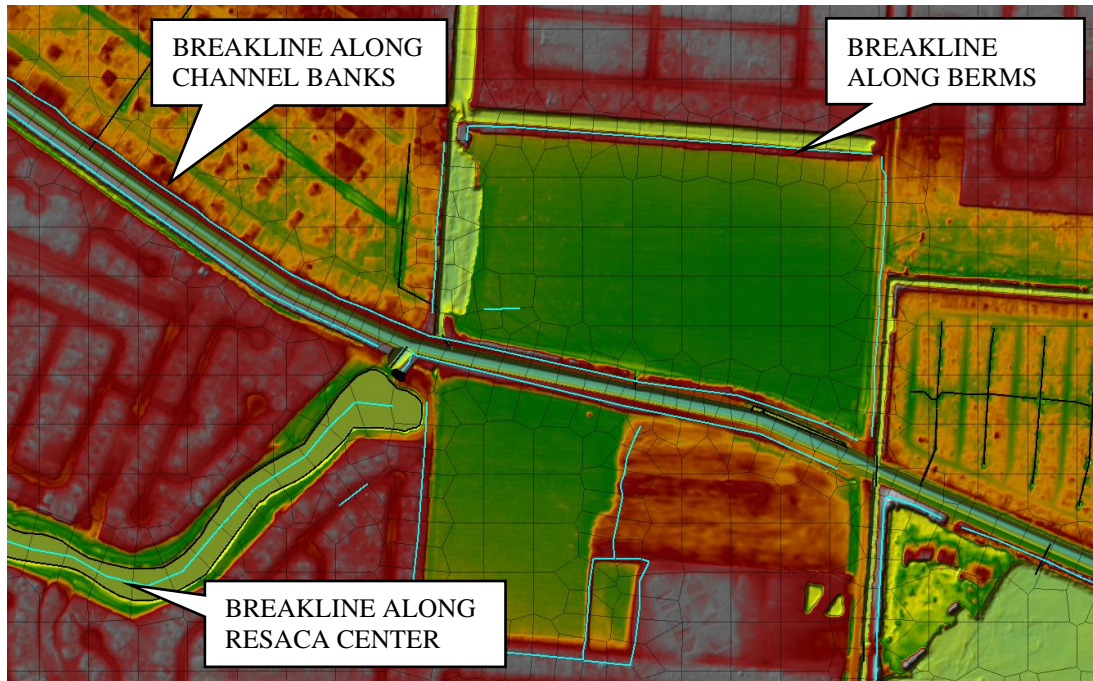 BREAKLINE ALONG
CHANNEL BANKS
BREAKLINE
ALONG BERMS
BREAKLINE ALONG
RESACA CENTER